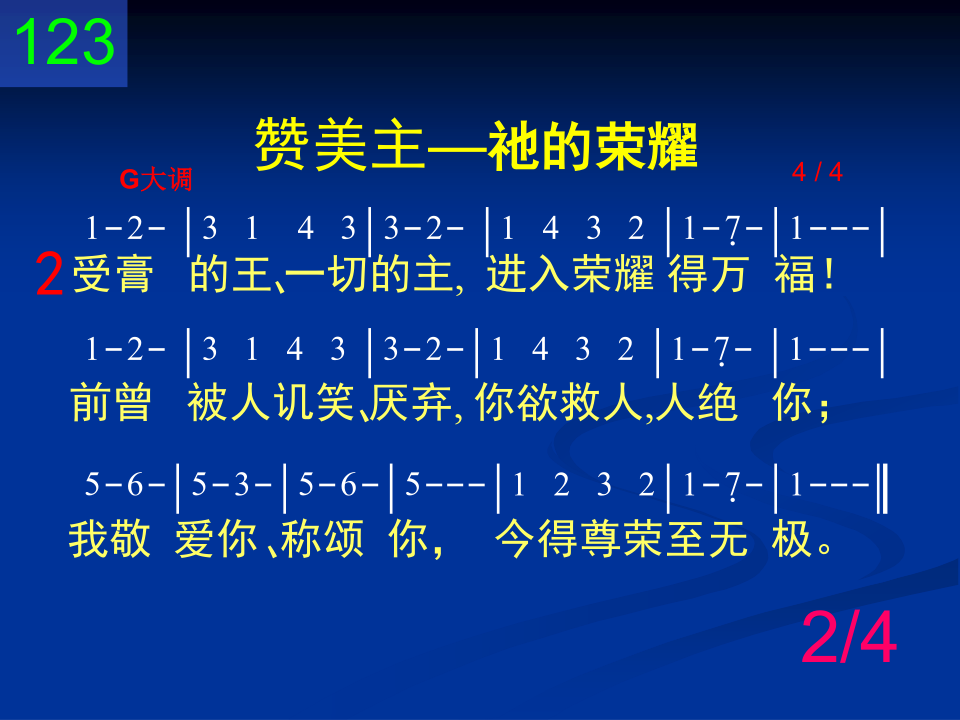 123
赞美主—祂的荣耀
G大调
4 / 4
1-2- | 3 1 4 3 | 3-2- | 1 4 3 2 | 1-7̣- | 1--- |
2 受膏 的王、一切的主, 进入荣耀 得万 福！
1-2- | 3 1 4 3 | 3-2- | 1 4 3 2 | 1-7̣- | 1--- |
前曾 被人讥笑、厌弃, 你欲救人,人绝 你；
5-6- | 5-3- | 5-6- | 5--- | 1 2 3 2 | 1-7̣- | 1---‖
我敬 爱你、称颂 你， 今得尊荣至无 极。
2/4